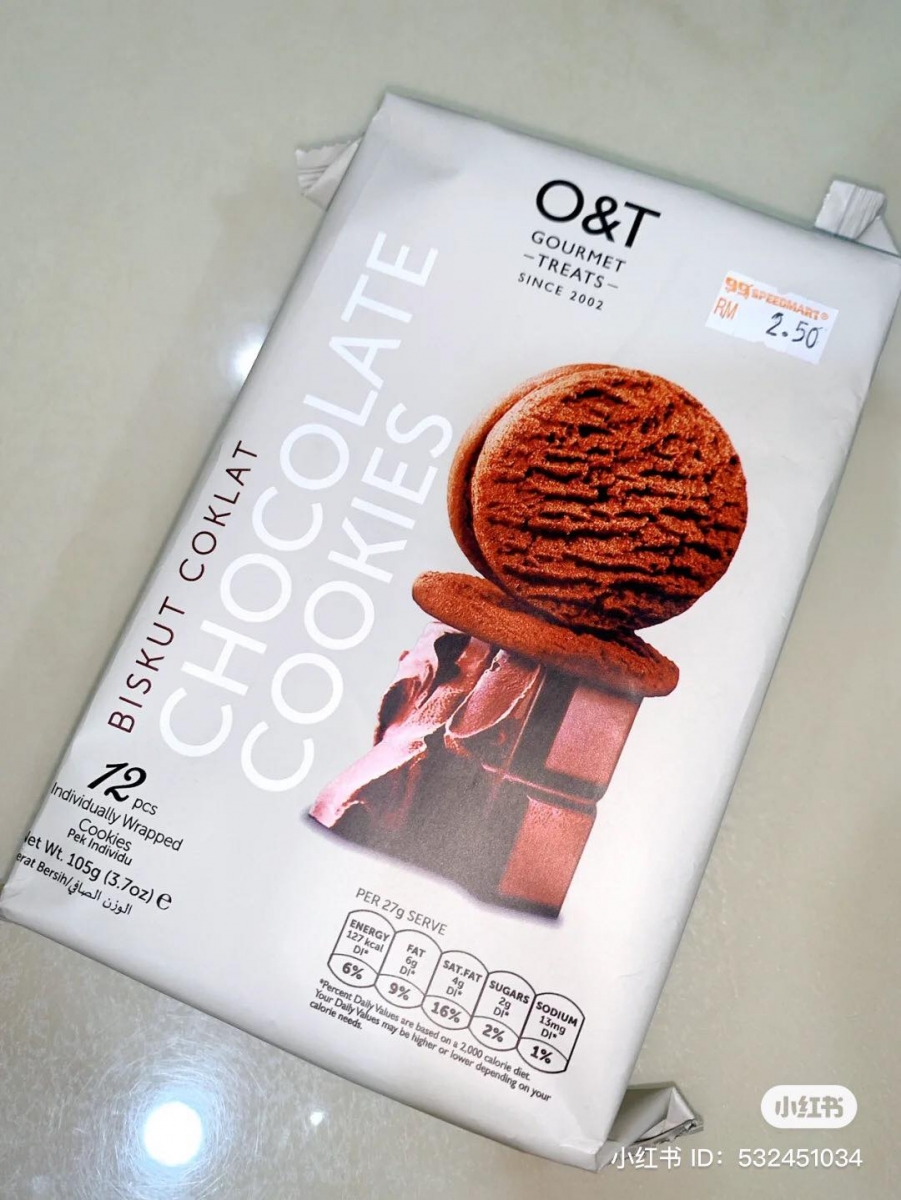 O&T
GOURMET
-TREATS-
SINCE 2002
99 SPEEDMART®
RM 2.50
CHOCOLATE
COOKIES
BISKUT COKLAT
12 pcs
Individually Wrapped
Cookies
Pek Individu
Net Wt. 105g (3.7oz) e
Berat Bersih/الوزن الصافي
PER 27g SERVE
ENERGY
127 kcal
DI*
6%
FAT
6g
DI*
9%
SAT.FAT
4g
DI*
16%
SUGARS
2g
DI*
2%
SODIUM
13mg
DI*
1%
*Percent Daily Values are based on a 2,000 calorie diet.
Your Daily Values may be higher or lower depending on your
calorie needs.
小红书
小红书 ID: 532451034